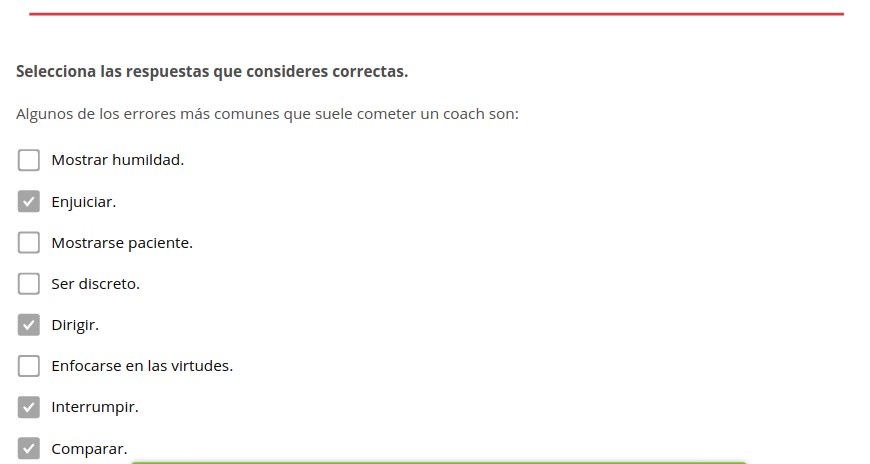 Selecciona las respuestas que consideres correctas.
Algunos de los errores más comunes que suele cometer un coach son:
Mostrar humildad.
Enjuiciar.
Mostrarse paciente.
Ser discreto.
Dirigir.
Enfocarse en las virtudes.
Interrumpir.
Comparar.